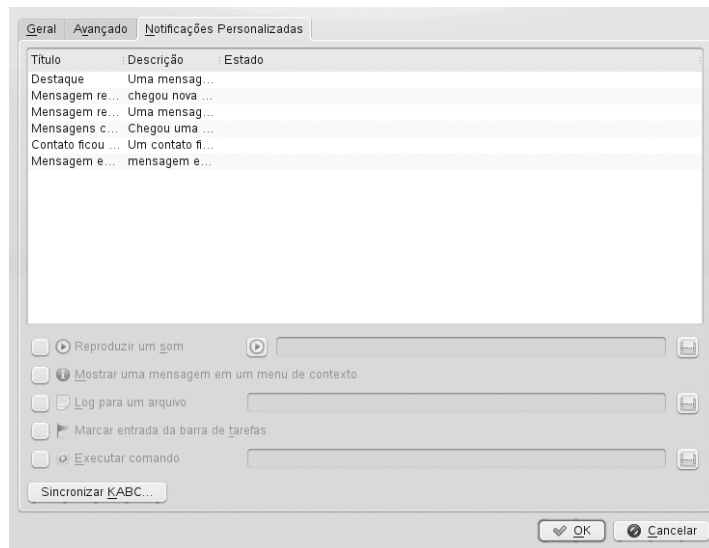 Geral Avançado Notificações Personalizadas
Título Descrição Estado
Destaque Uma mensag...
Mensagem re... chegou nova ...
Mensagem re... Uma mensag...
Mensagens c... Chegou uma ...
Contato ficou ... Um contato fi...
Mensagem e... mensagem e...
Reproduzir um som
Mostrar uma mensagem em um menu de contexto
Log para um arquivo
Marcar entrada da barra de tarefas
Executar comando
Sincronizar KABC...
OK Cancelar